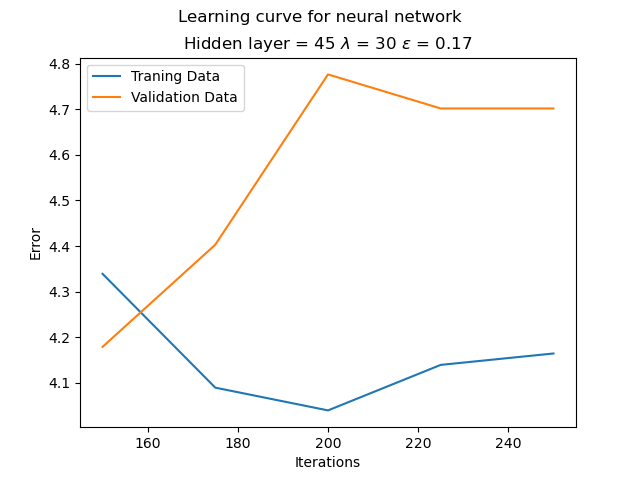 Learning curve for neural network
Hidden layer = 45 λ = 30 ε = 0.17
Traning Data
Validation Data
4.8
4.7
4.6
4.5
4.4
4.3
4.2
4.1
Error
160 180 200 220 240
Iterations